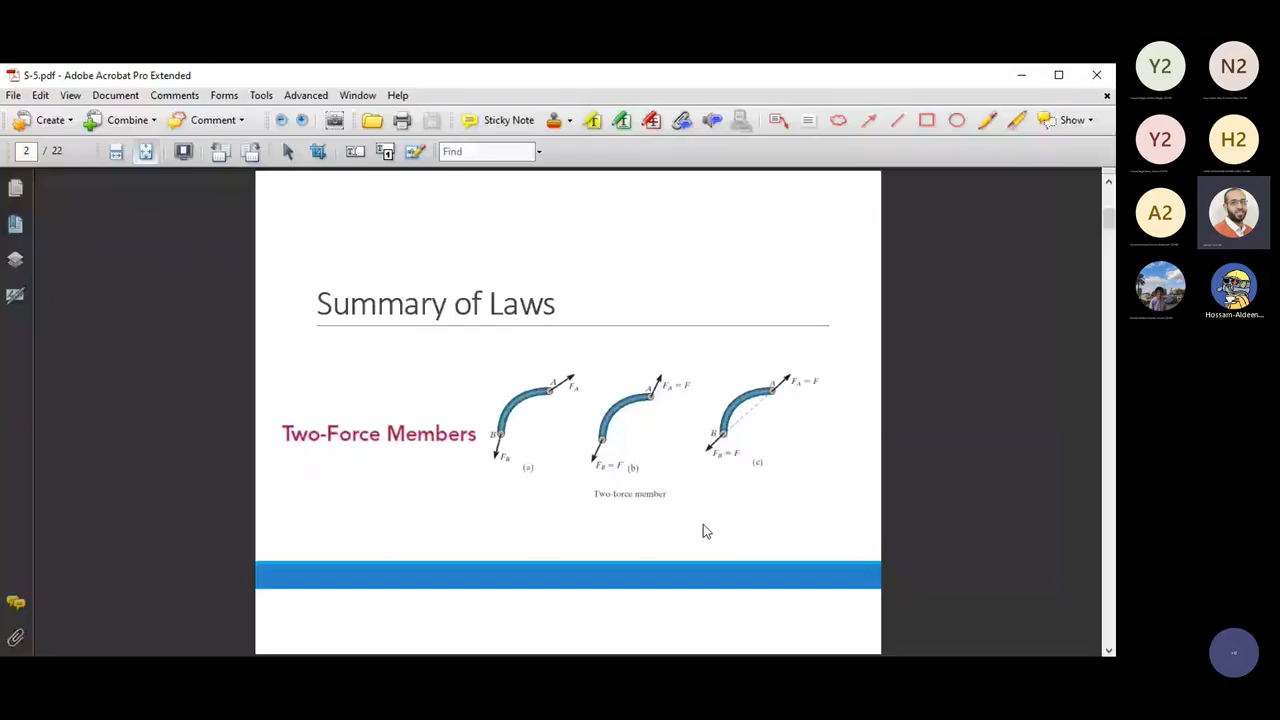 S-5.pdf - Adobe Acrobat Pro Extended
File Edit View Document Comments Forms Tools Advanced Window Help
Create Combine Comment Sticky Note Show
2 / 22 Find
Summary of Laws
Two-Force Members
A
F_A
B
F_B
(a)
A
F_A = F
F_B = F
(b)
A
F_A = F
B
F_B = F
(c)
Two-force member
Y2
N2
Y2
H2
A2
Hossam-Aldeen...